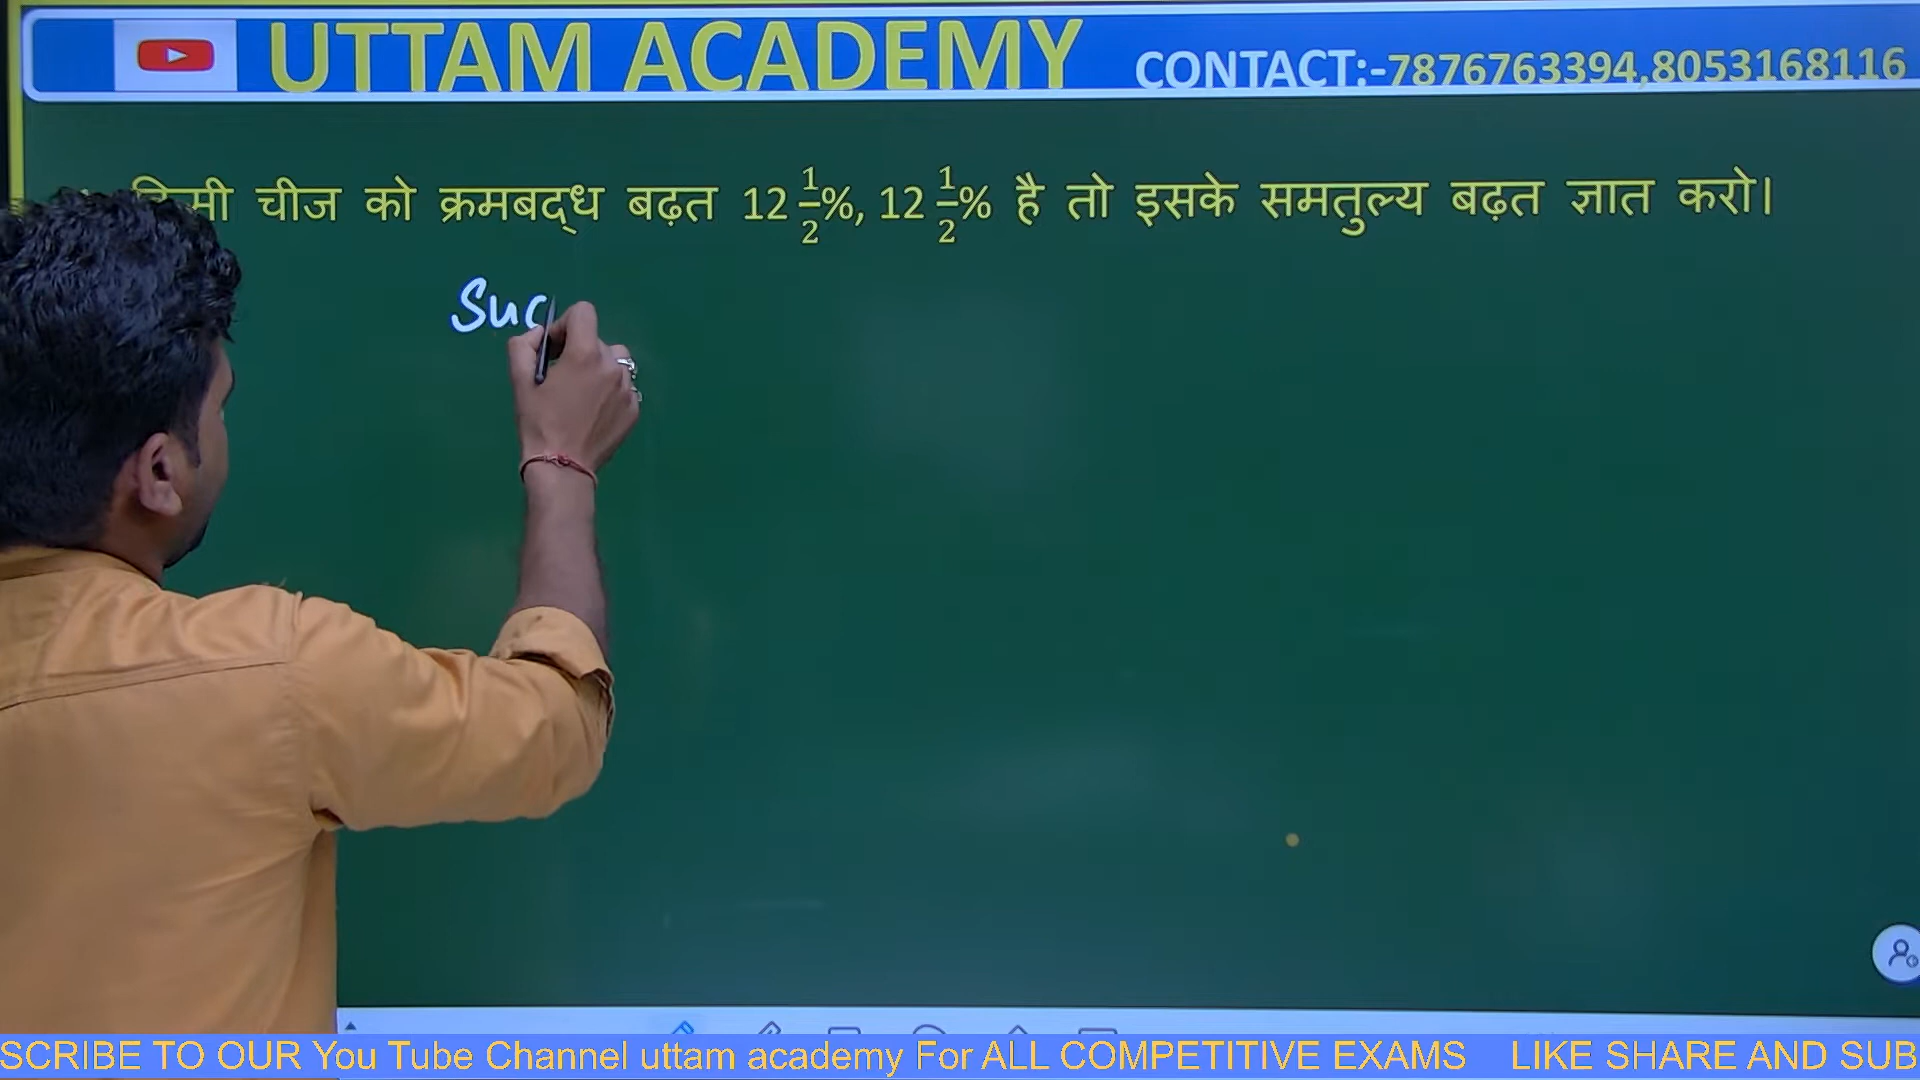 UTTAM ACADEMY CONTACT:-7876763394,8053168116
चीज को क्रमबद्ध बढ़त 12 1/2%, 12 1/2% है तो इसके समतुल्य बढ़त ज्ञात करो।
Suc
SCRIBE TO OUR You Tube Channel uttam academy For ALL COMPETITIVE EXAMS LIKE SHARE AND SUB